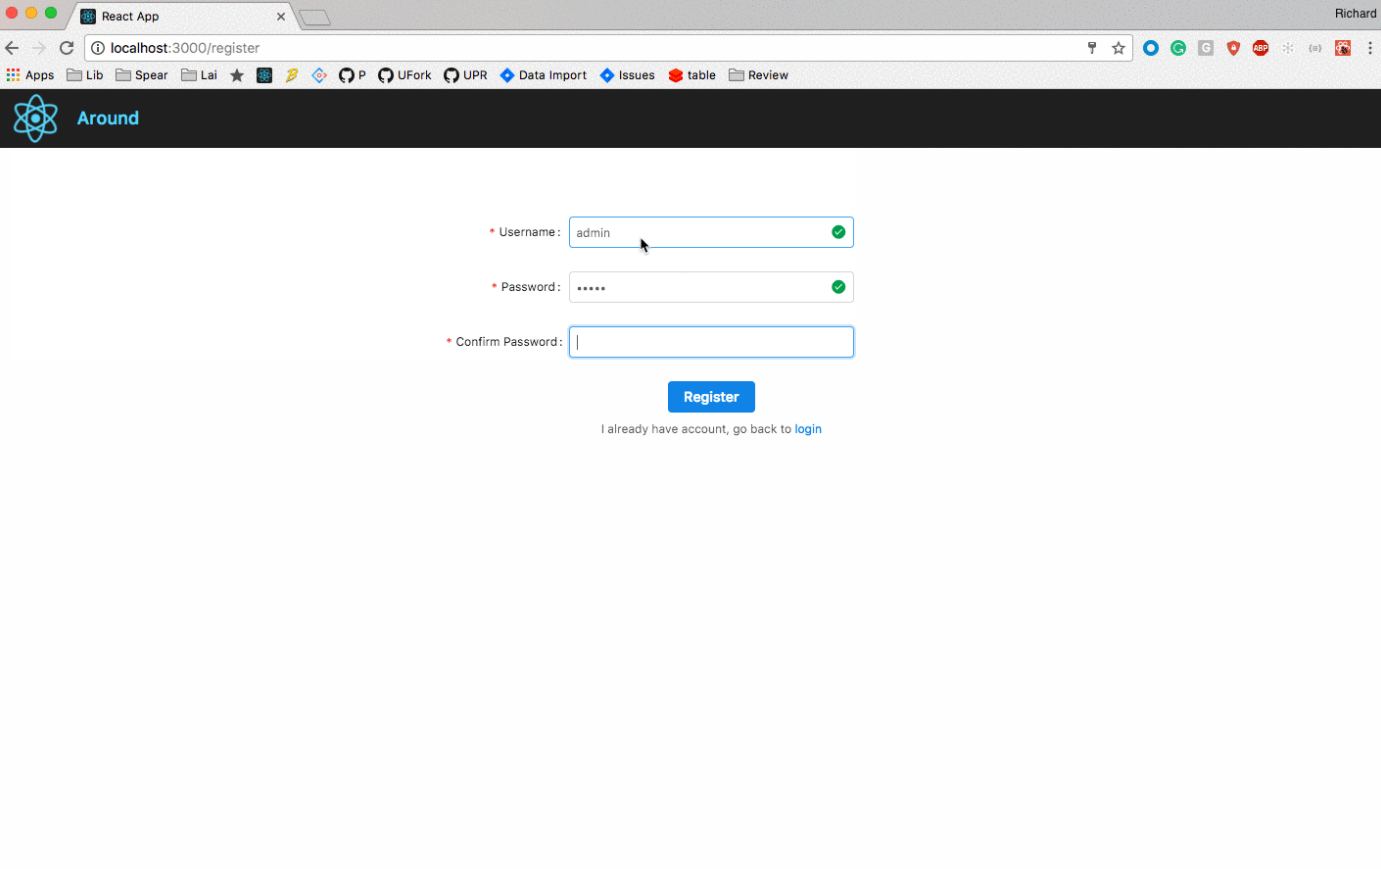 React App
Richard
localhost:3000/register
ABP
Apps Lib Spear Lai P UFork UPR Data Import Issues table Review
Around
* Username: admin
* Password: •••••
* Confirm Password:
Register
I already have account, go back to login